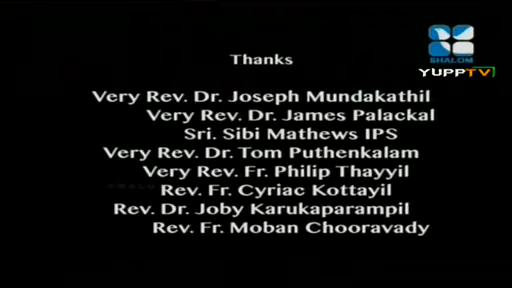 Thanks
SHALOM
YUPPTV
Very Rev. Dr. Joseph Mundakathil
Very Rev. Dr. James Palackal
Sri. Sibi Mathews IPS
Very Rev. Dr. Tom Puthenkalam
Very Rev. Fr. Philip Thayyil
Rev. Fr. Cyriac Kottayil
Rev. Dr. Joby Karukaparampil
Rev. Fr. Moban Chooravady